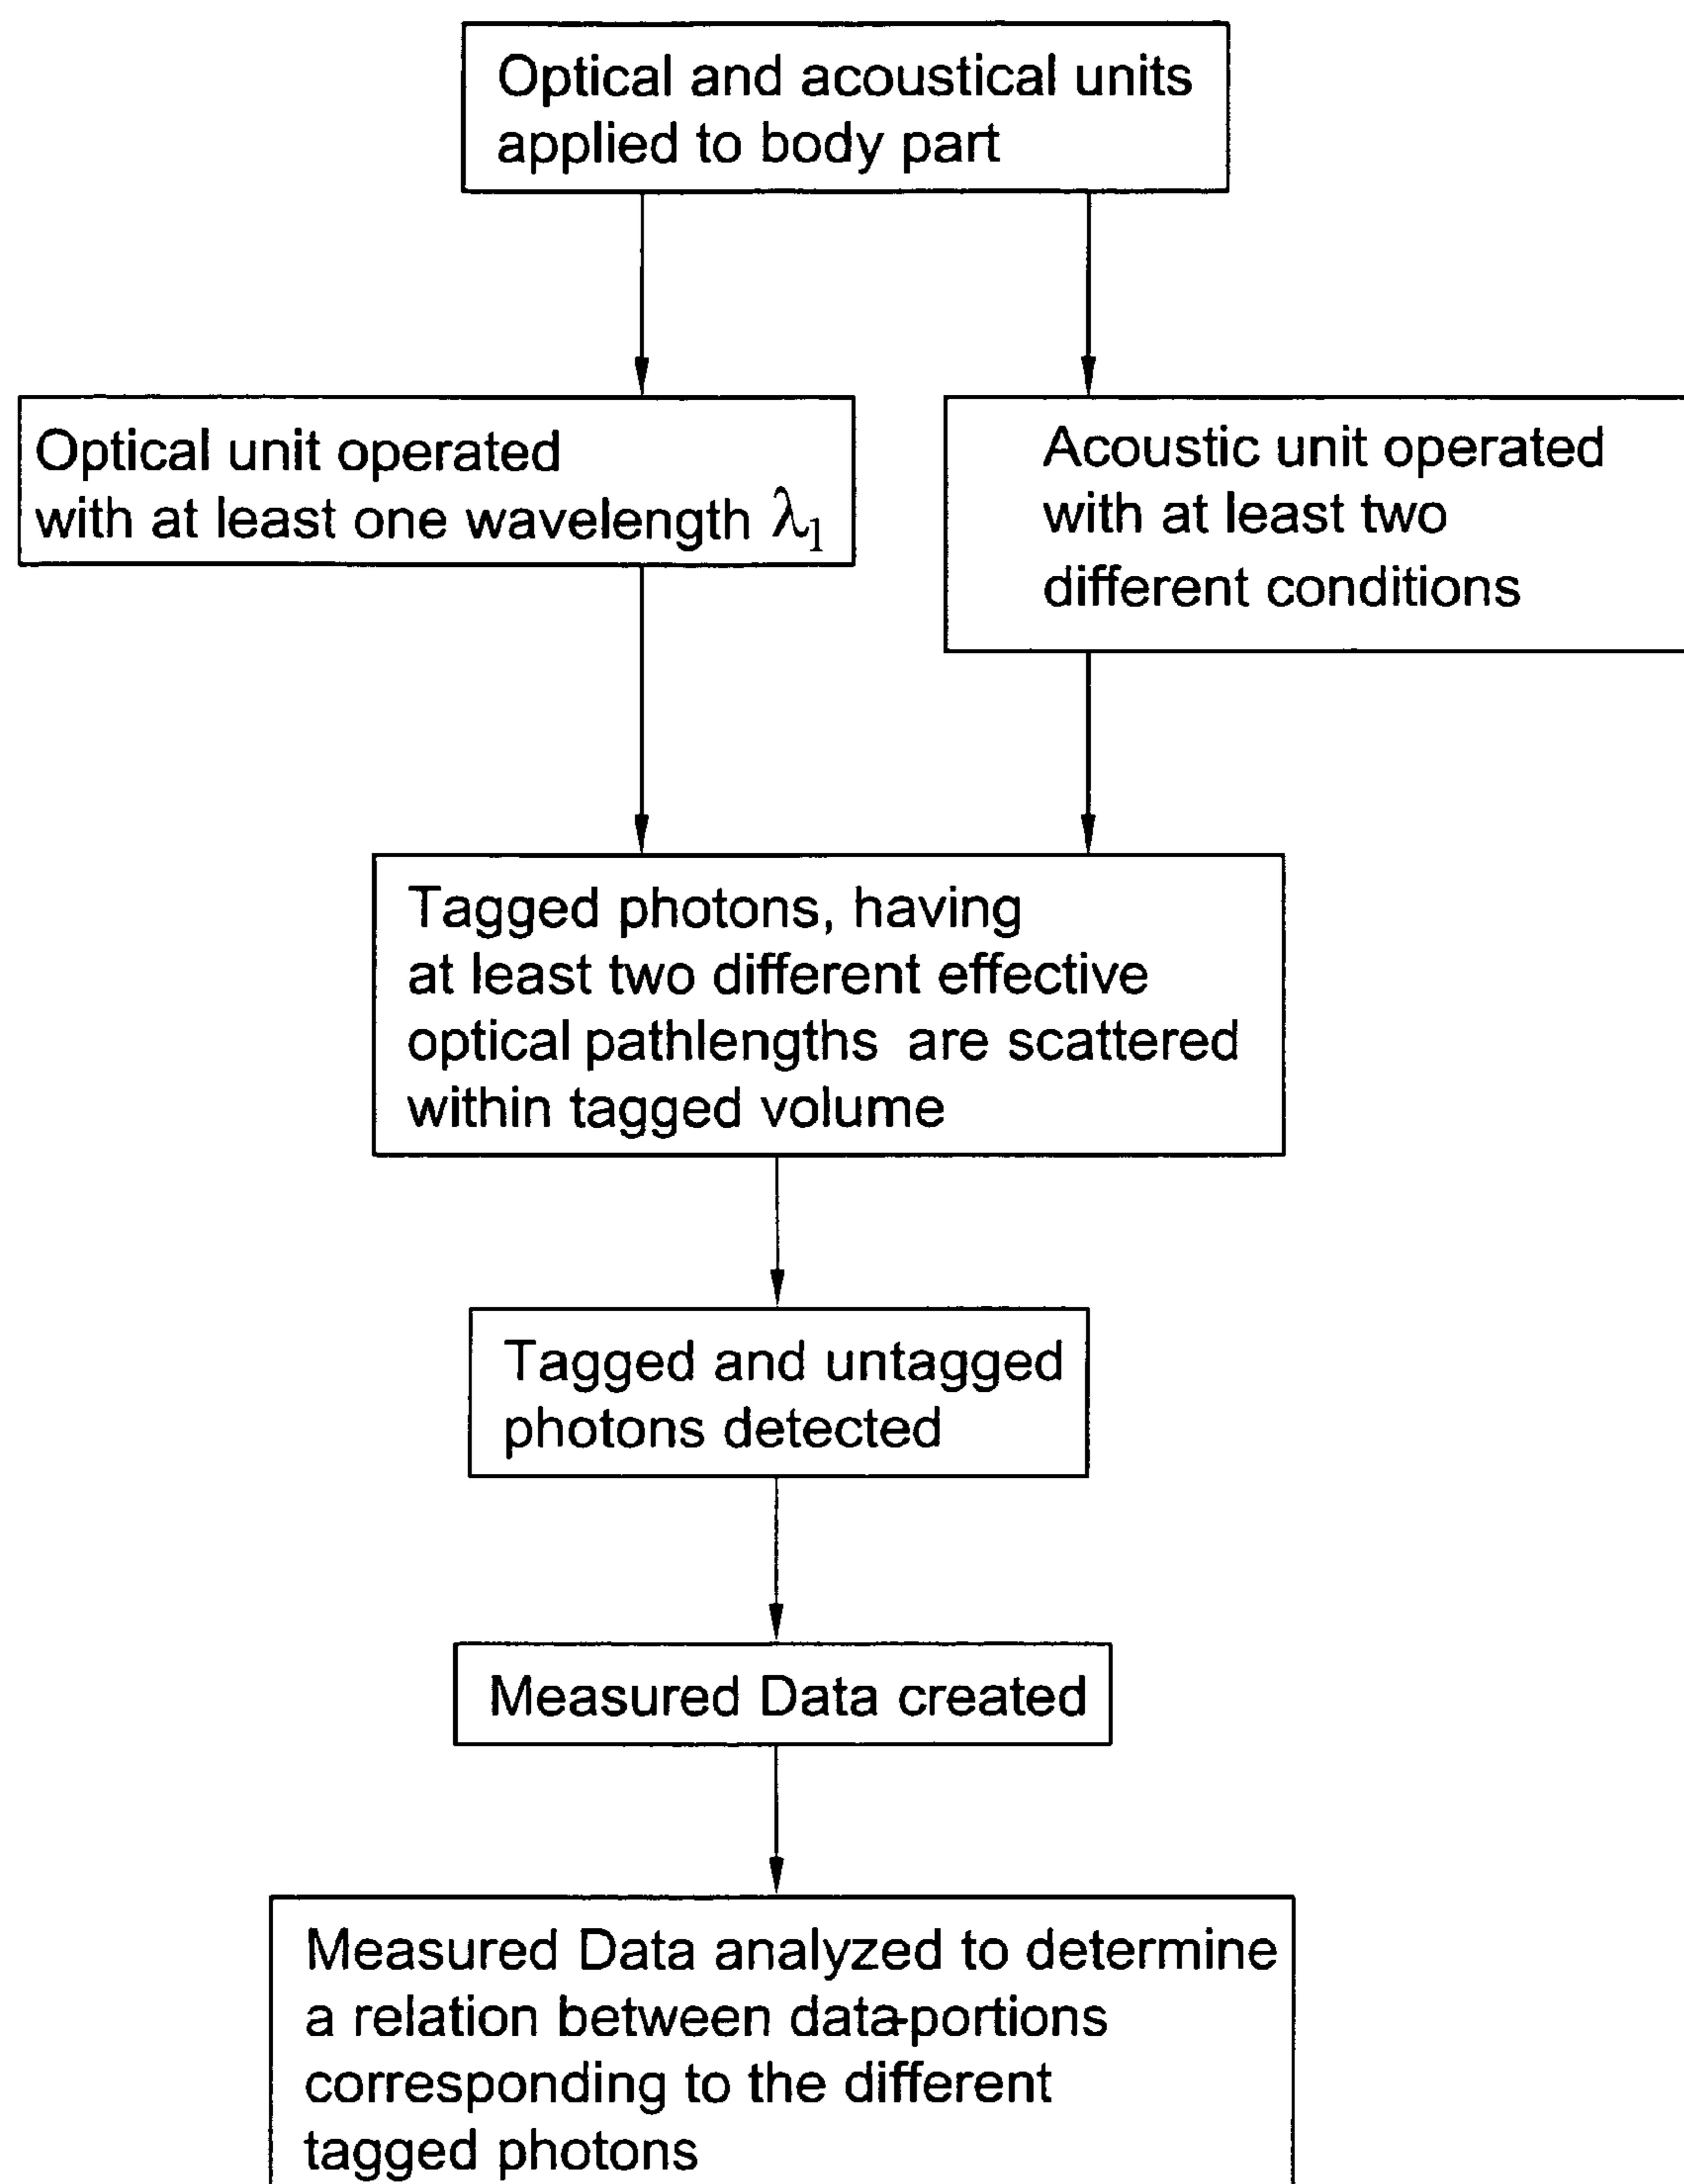 Optical and acoustical units
applied to body part
Optical unit operated
with at least one wavelength λ₁
Acoustic unit operated
with at least two
different conditions
Tagged photons, having
at least two different effective
optical pathlengths are scattered
within tagged volume
Tagged and untagged
photons detected
Measured Data created
Measured Data analyzed to determine
a relation between data-portions
corresponding to the different
tagged photons